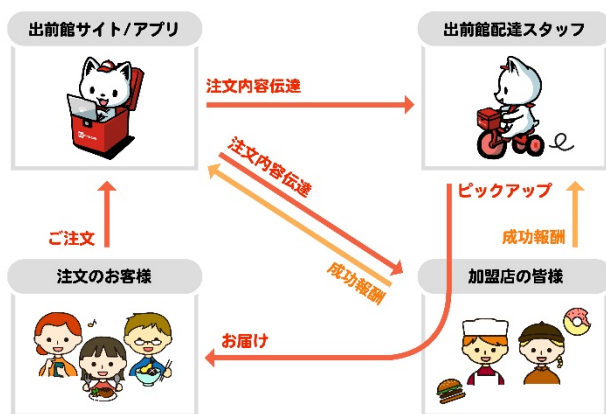 出前館サイト/アプリ
出前館配達スタッフ
注文内容伝達
注文内容伝達
成功報酬
ピックアップ
ご注文
成功報酬
注文のお客様
加盟店の皆様
お届け